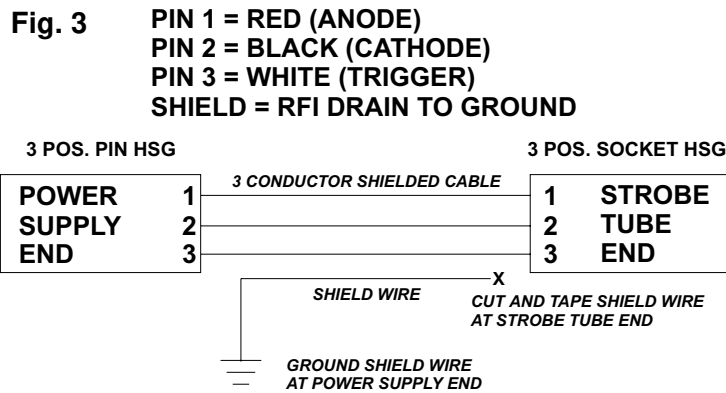 Fig. 3
PIN 1 = RED (ANODE)
PIN 2 = BLACK (CATHODE)
PIN 3 = WHITE (TRIGGER)
SHIELD = RFI DRAIN TO GROUND
3 POS. PIN HSG
3 POS. SOCKET HSG
3 CONDUCTOR SHIELDED CABLE
POWER 1
SUPPLY 2
END 3
1 STROBE
2 TUBE
3 END
X
SHIELD WIRE
CUT AND TAPE SHIELD WIRE
AT STROBE TUBE END
GROUND SHIELD WIRE
AT POWER SUPPLY END